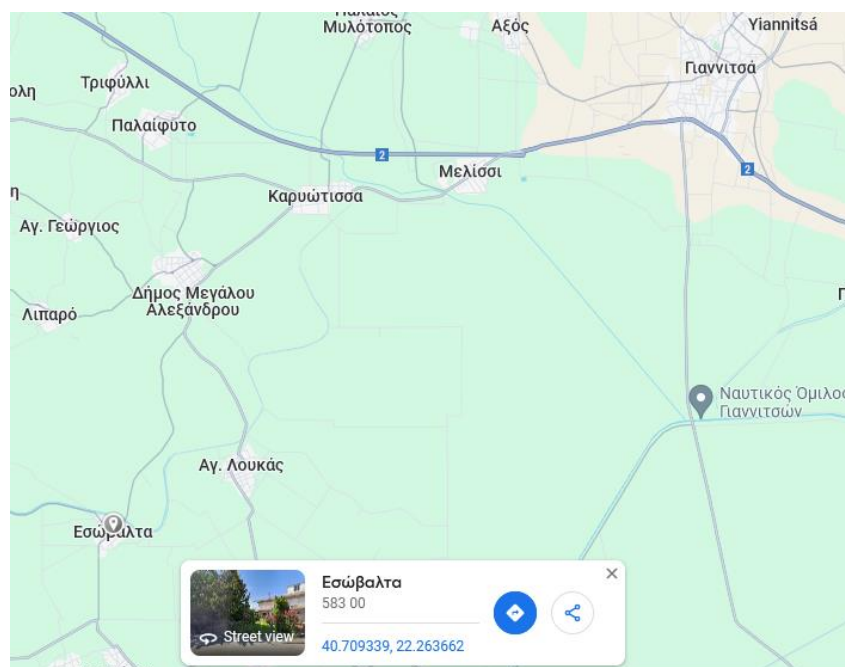 Μυλότοπος
Αξός
Yiannitsá
Γιαννιτσά
Τριφύλλι
Παλαίφυτο
2
Μελίσσι
2
Καρυώτισσα
Αγ. Γεώργιος
Δήμος Μεγάλου
Αλεξάνδρου
Λιπαρό
Ναυτικός Όμιλος
Γιαννιτσών
Αγ. Λουκάς
Εσώβαλτα
Εσώβαλτα
583 00
Street view
40.709339, 22.263662